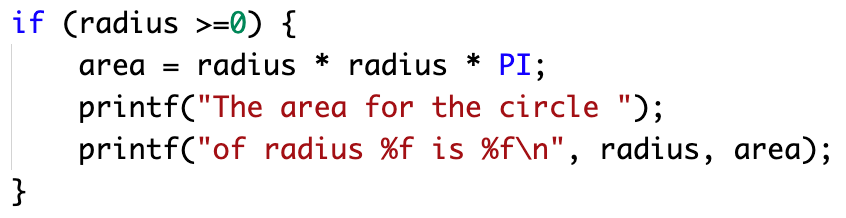 if (radius >=0) {
    area = radius * radius * PI;
    printf("The area for the circle ");
    printf("of radius %f is %f\n", radius, area);
}